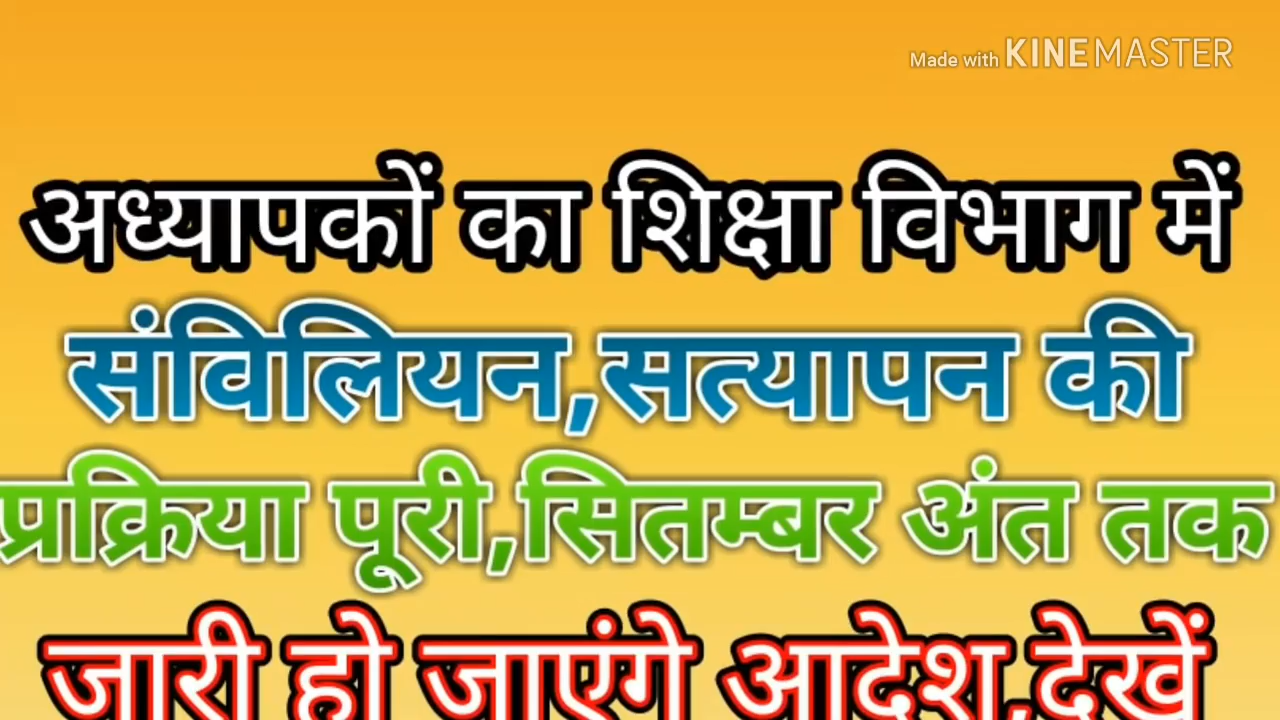 Made with KINEMASTER
अध्यापकों का शिक्षा विभाग में
संविलियन,सत्यापन की
प्रक्रिया पूरी,सितम्बर अंत तक
जारी हो जाएंगे आदेश,देखें